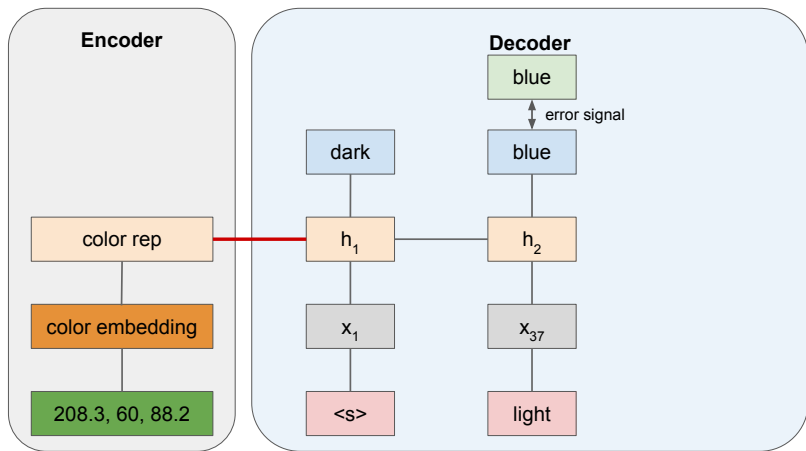 Encoder
color rep
color embedding
208.3, 60, 88.2
Decoder
blue
error signal
dark
blue
h₁
h₂
x₁
x₃₇
<s>
light